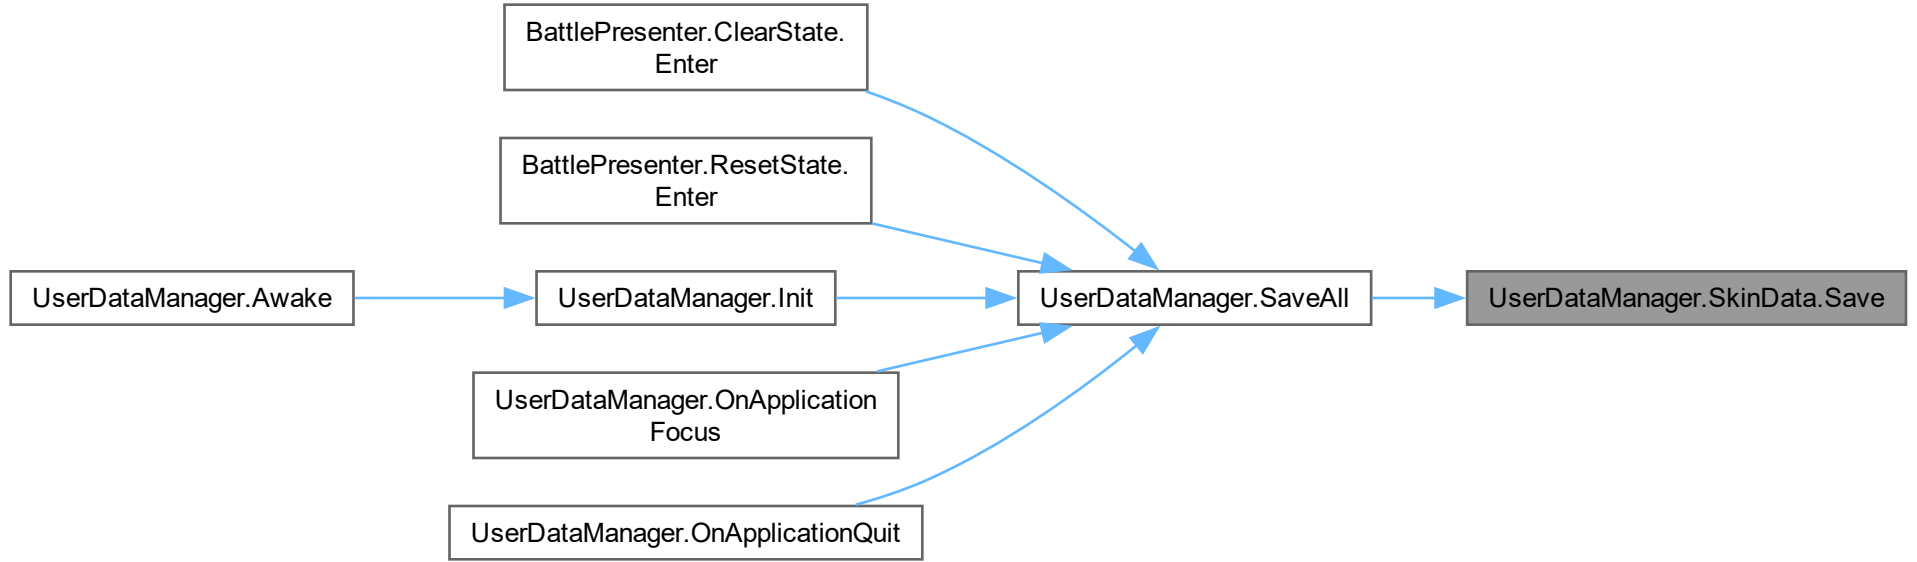 BattlePresenter.ClearState.
Enter
BattlePresenter.ResetState.
Enter
UserDataManager.Awake
UserDataManager.Init
UserDataManager.SaveAll
UserDataManager.SkinData.Save
UserDataManager.OnApplication
Focus
UserDataManager.OnApplicationQuit